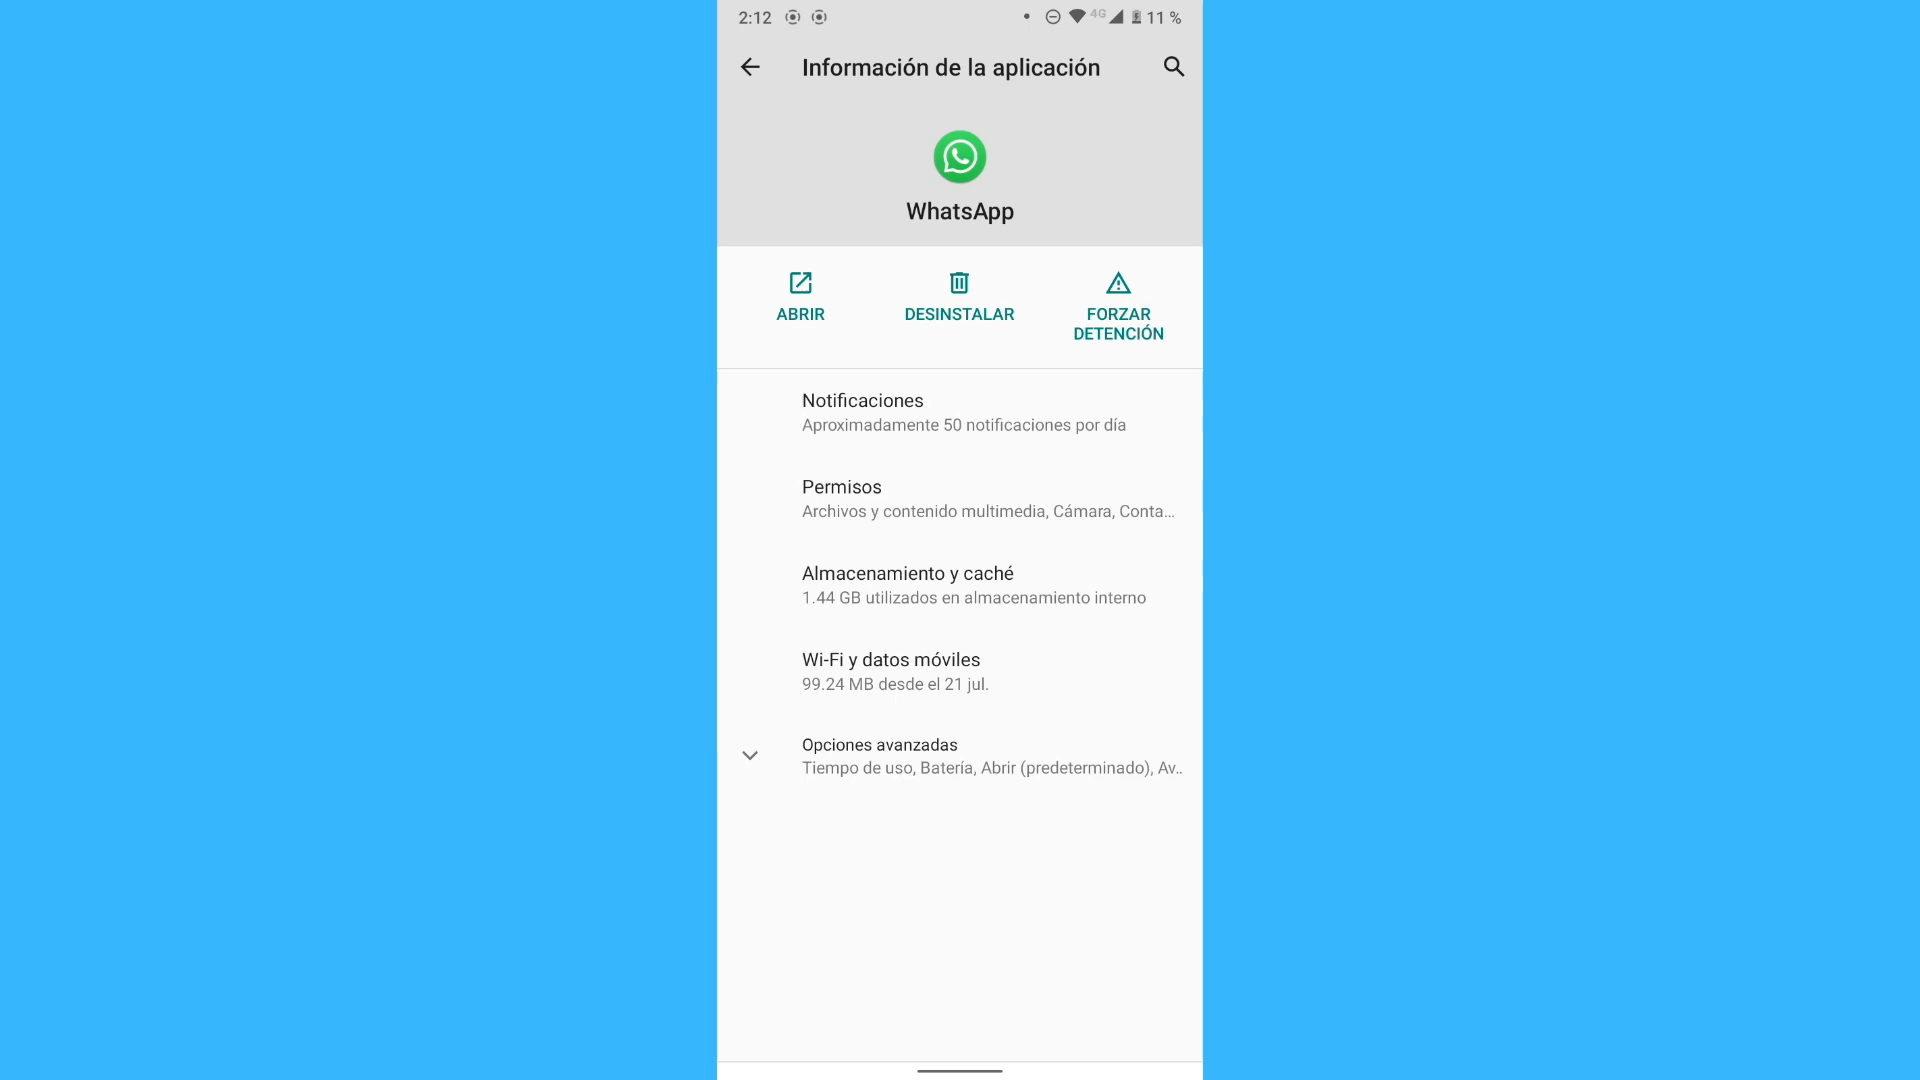 2:12 4G 11 %
Información de la aplicación
WhatsApp
ABRIR
DESINSTALAR
FORZAR
DETENCIÓN
Notificaciones
Aproximadamente 50 notificaciones por día
Permisos
Archivos y contenido multimedia, Cámara, Conta...
Almacenamiento y caché
1.44 GB utilizados en almacenamiento interno
Wi-Fi y datos móviles
99.24 MB desde el 21 jul.
Opciones avanzadas
Tiempo de uso, Batería, Abrir (predeterminado), Av..